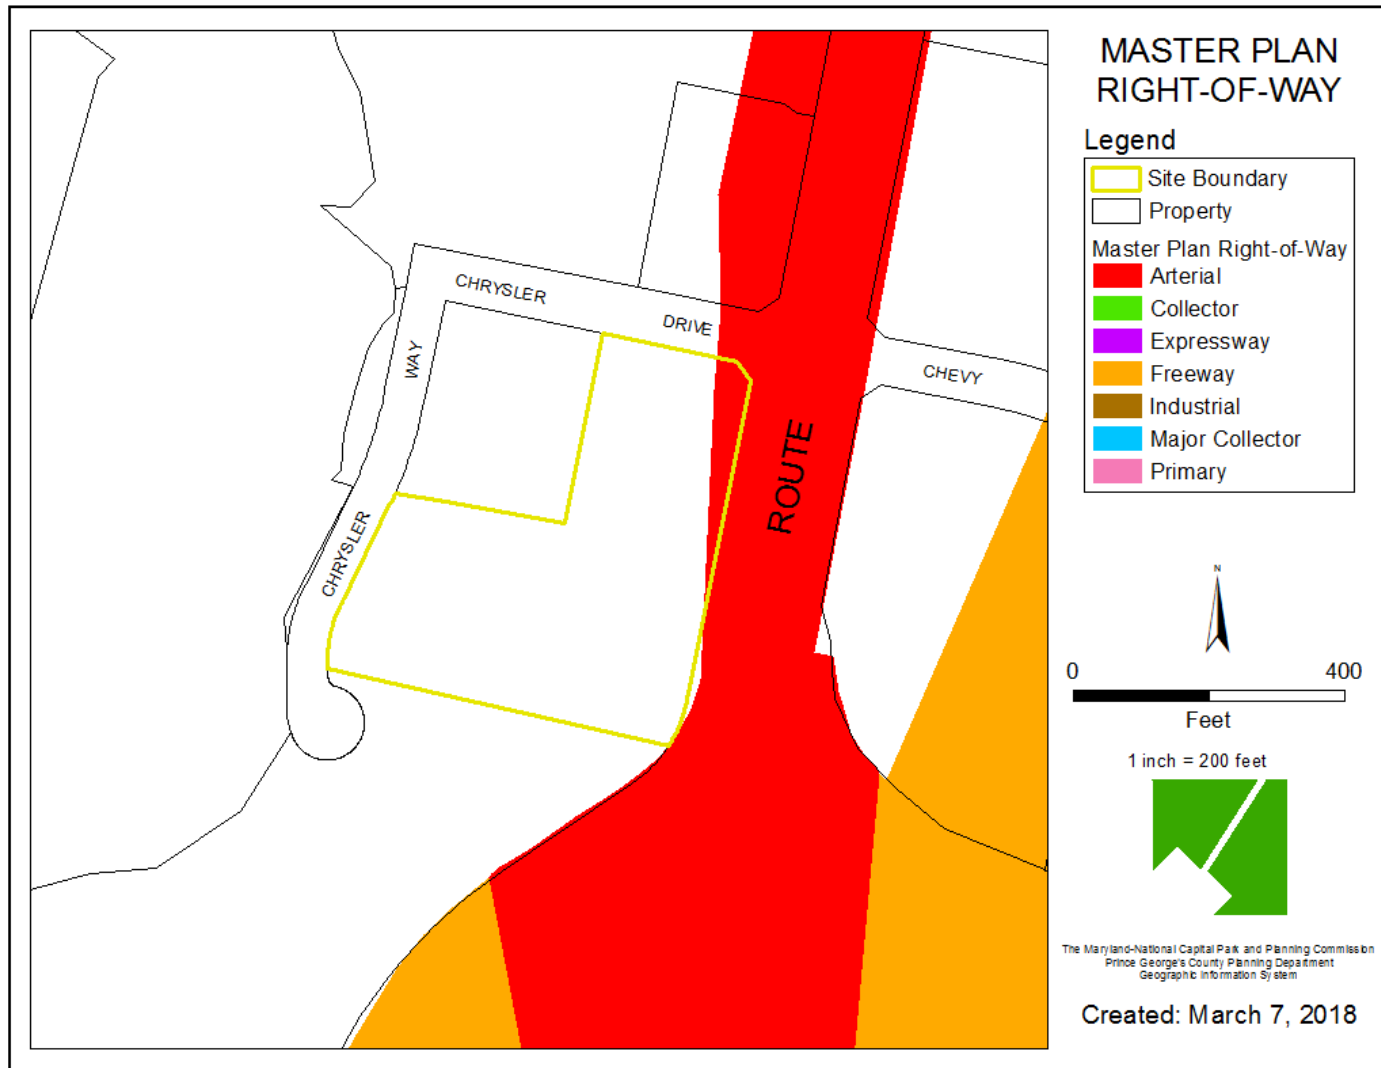 MASTER PLAN
RIGHT-OF-WAY
Legend
Site Boundary
Property
Master Plan Right-of-Way
Arterial
Collector
Expressway
Freeway
Industrial
Major Collector
Primary
CHRYSLER
DRIVE
WAY
CHEVY
ROUTE
CHRYSLER
N
0 400
Feet
1 inch = 200 feet
The Maryland-National Capital Park and Planning Commission
Prince George's County Planning Department
Geographic Information System
Created: March 7, 2018